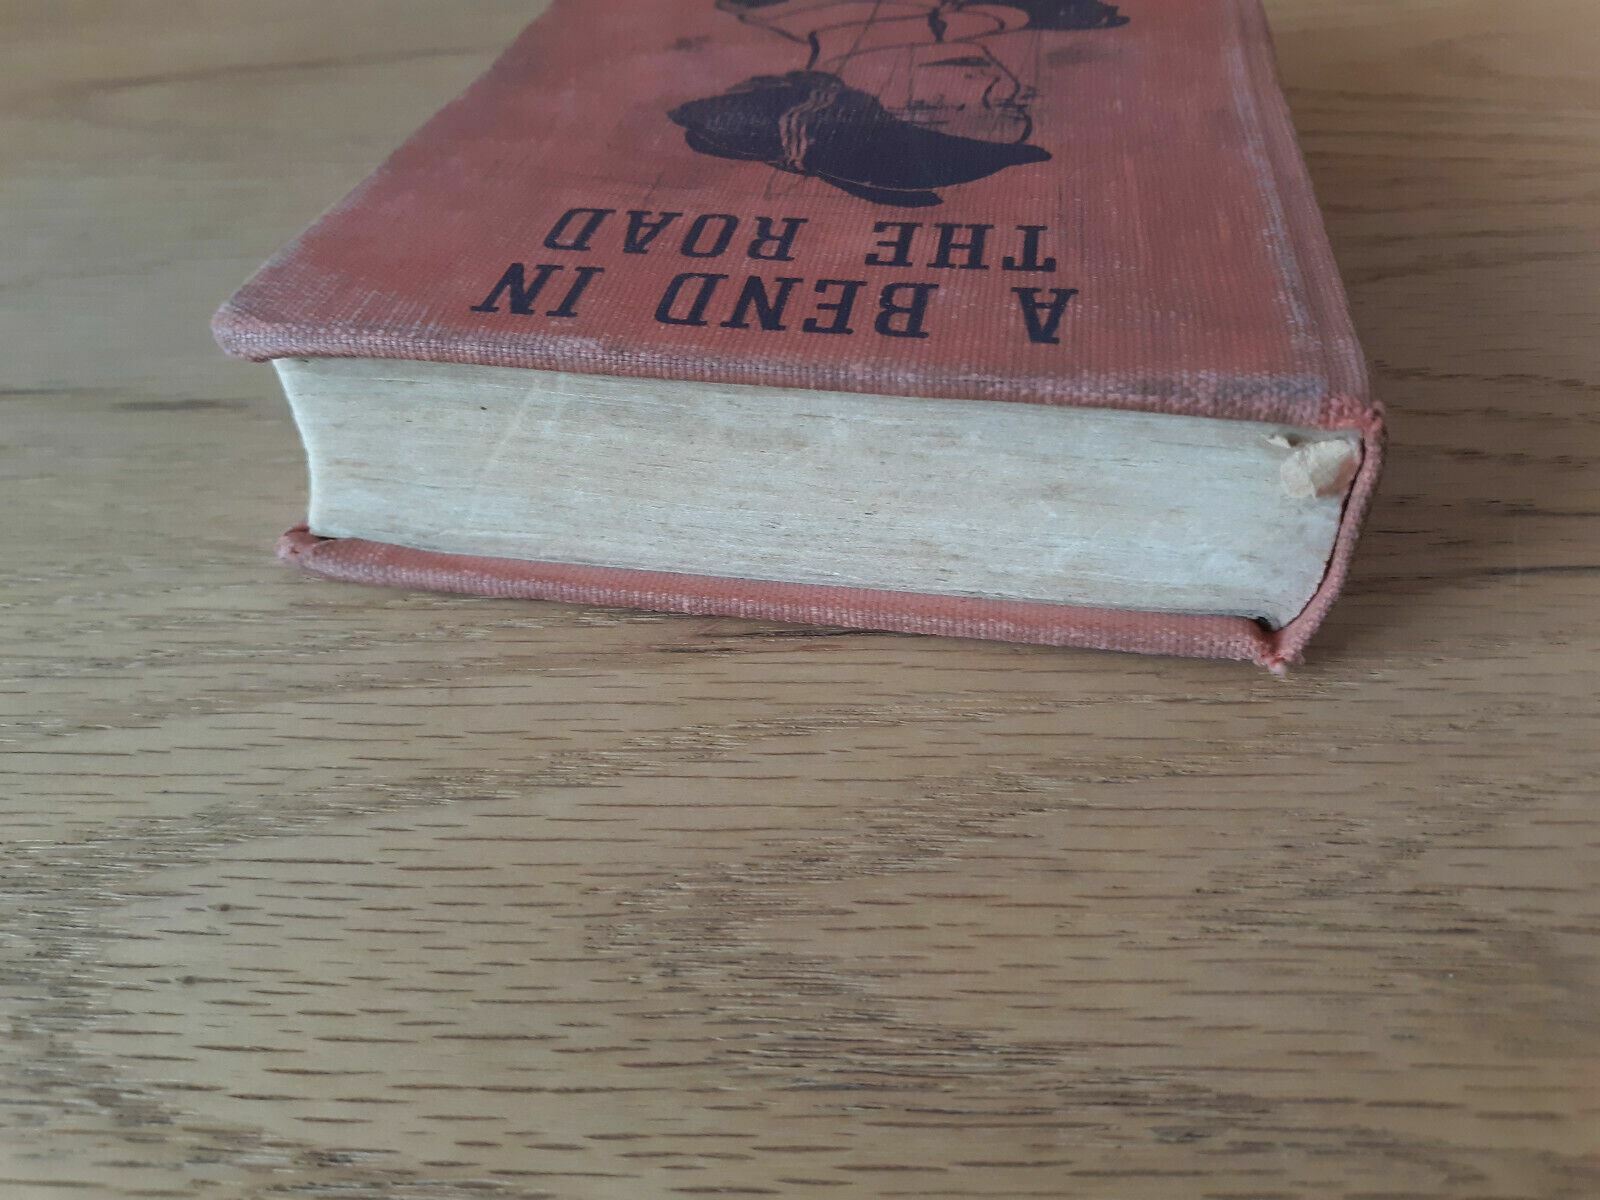 A BEND IN
THE ROAD